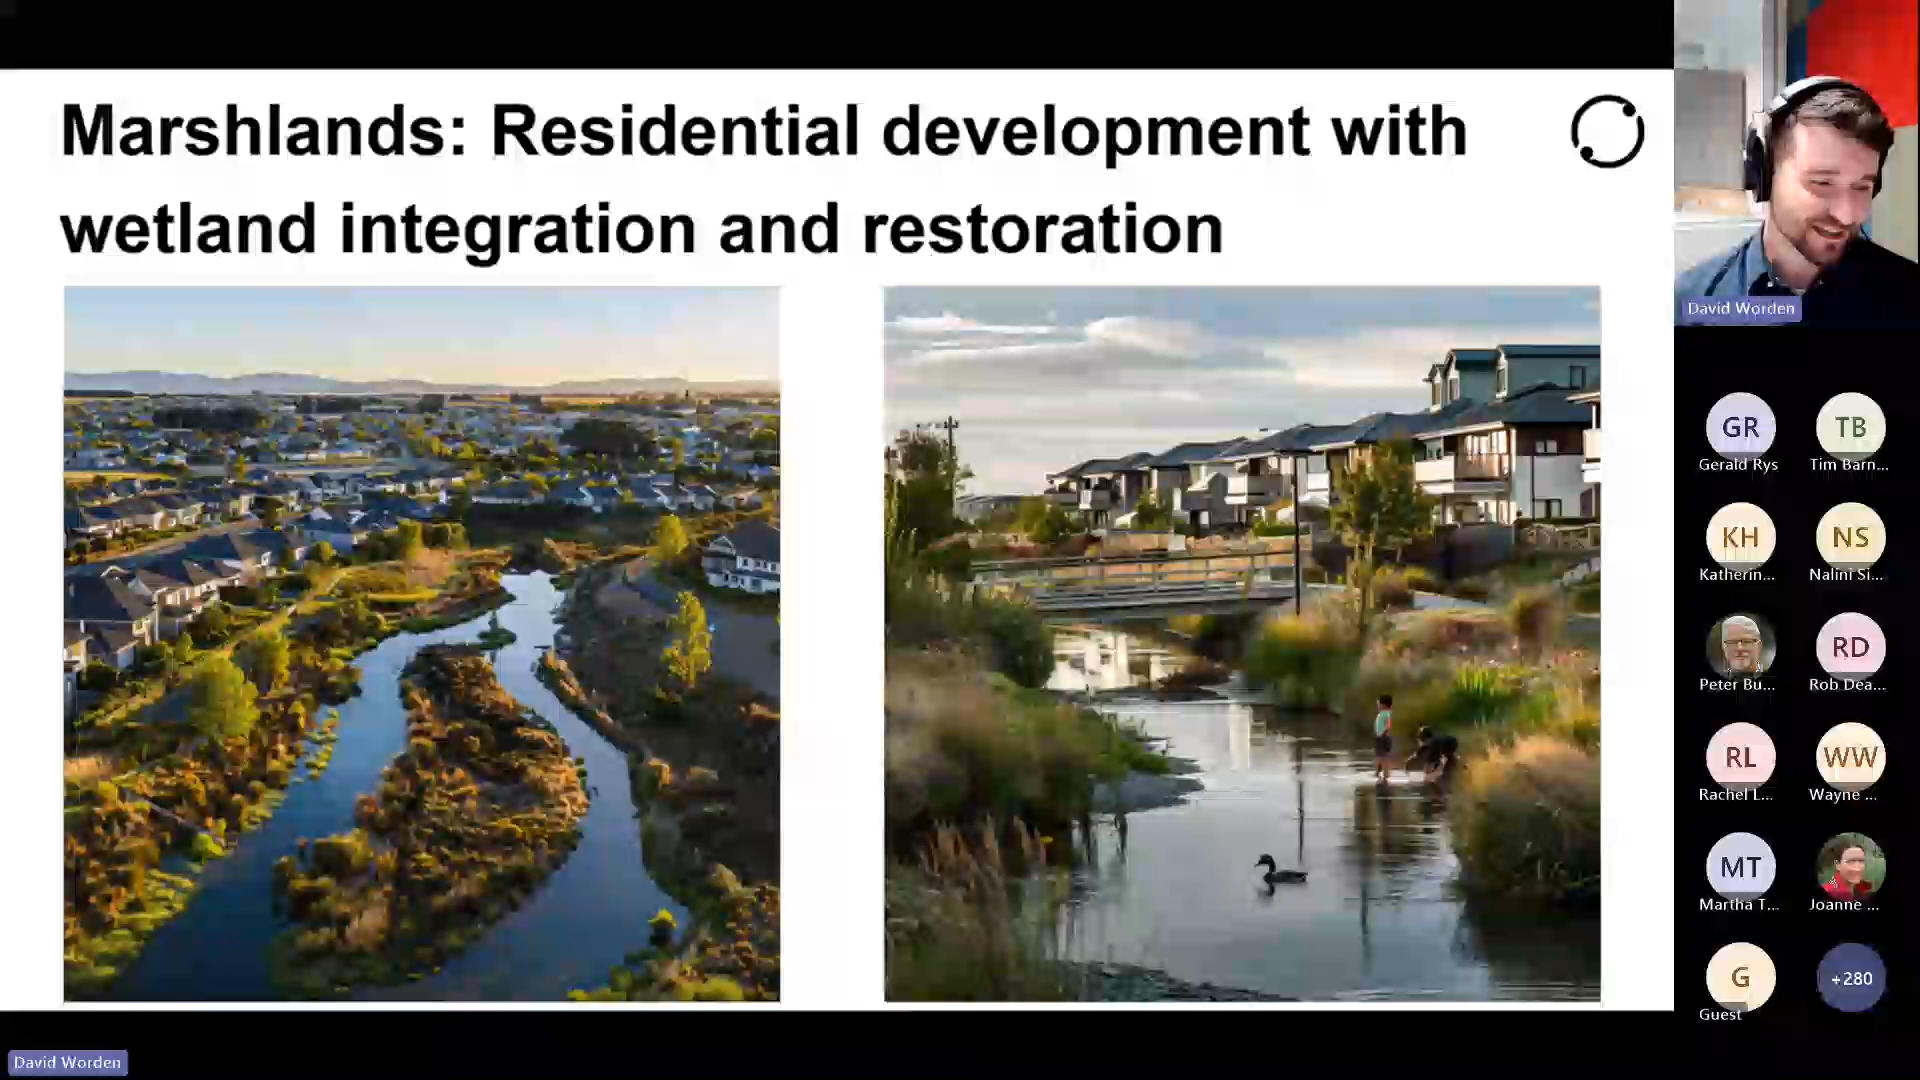 Marshlands: Residential development with
wetland integration and restoration
David Worden
GR
TB
Gerald Rys
Tim Barn...
KH
NS
Katherin...
Nalini Si...
RD
Peter Bu...
Rob Dea...
RL
WW
Rachel L...
Wayne ...
MT
Martha T...
Joanne ...
G
+280
Guest
David Worden